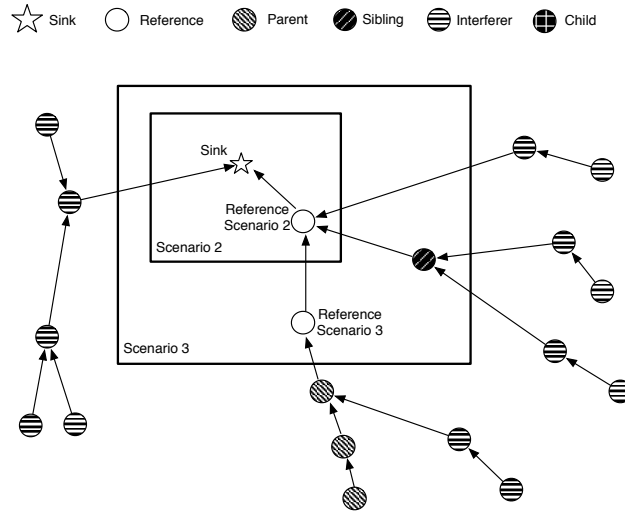 Sink Reference Parent Sibling Interferer Child
Sink
Reference
Scenario 2
Scenario 2
Reference
Scenario 3
Scenario 3